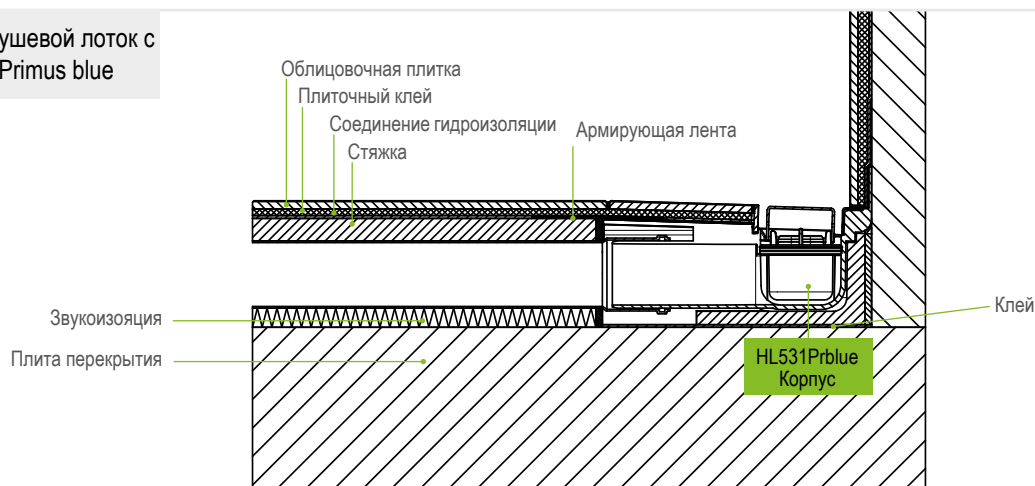 ушевой лоток с
Primus blue
Облицовочная плитка
Плиточный клей
Соединение гидроизоляции
Стяжка
Армирующая лента
Звукоизояция
Плита перекрытия
Клей
HL531Prblue
Корпус